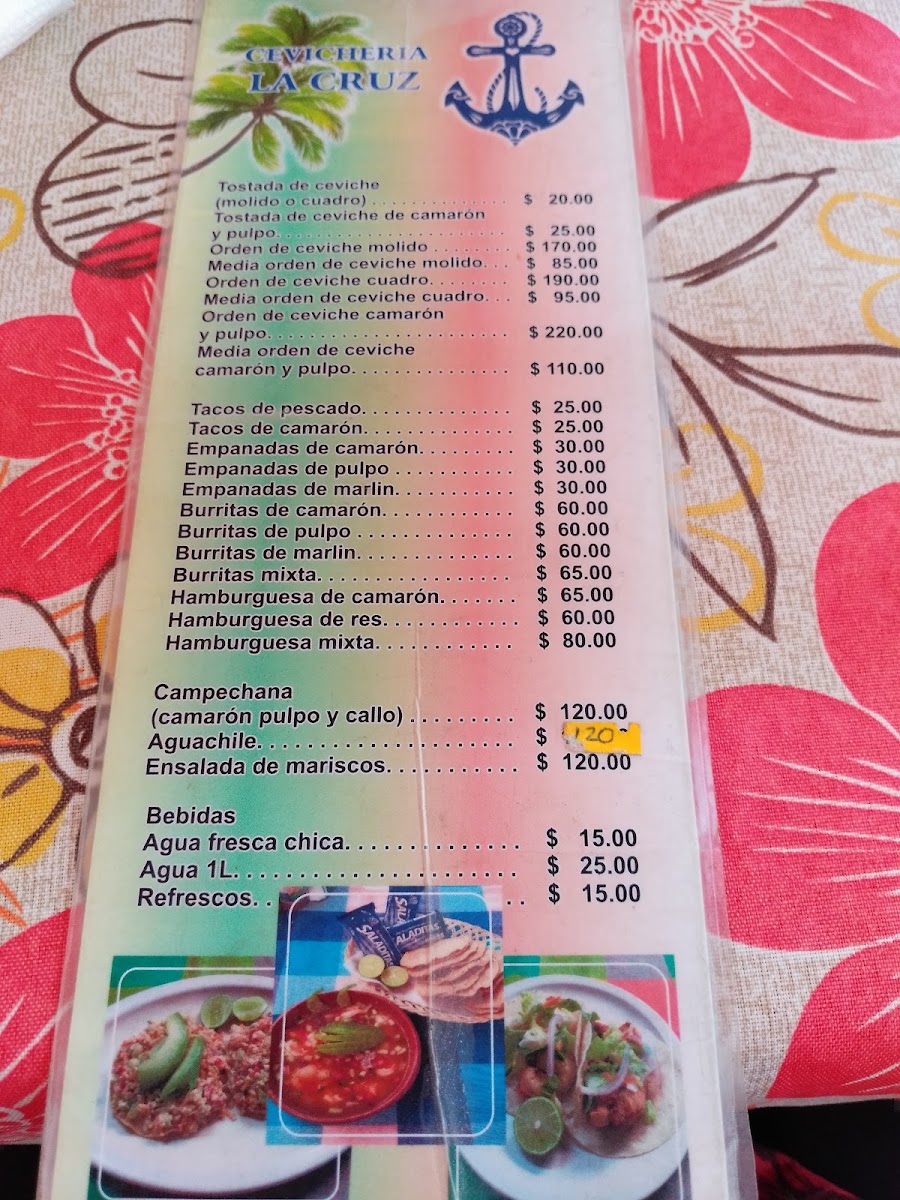 CEVICHERIA
LA CRUZ
Tostada de ceviche
(molido o cuadro) . . . . . . . . . . . . . . . $ 20.00
Tostada de ceviche de camarón
y pulpo. . . . . . . . . . . . . . . . . . . . . . . $ 25.00
Orden de ceviche molido . . . . . . . . $ 170.00
Media orden de ceviche molido. . . $ 85.00
Orden de ceviche cuadro. . . . . . . . $ 190.00
Media orden de ceviche cuadro. . . $ 95.00
Orden de ceviche camarón
y pulpo. . . . . . . . . . . . . . . . . . . . . . . $ 220.00
Media orden de ceviche
camarón y pulpo. . . . . . . . . . . . . . . $ 110.00
Tacos de pescado. . . . . . . . . . . . . . $ 25.00
Tacos de camarón. . . . . . . . . . . . . . $ 25.00
Empanadas de camarón. . . . . . . . . $ 30.00
Empanadas de pulpo . . . . . . . . . . . $ 30.00
Empanadas de marlin. . . . . . . . . . . $ 30.00
Burritas de camarón. . . . . . . . . . . . $ 60.00
Burritas de pulpo . . . . . . . . . . . . . . $ 60.00
Burritas de marlin. . . . . . . . . . . . . . $ 60.00
Burritas mixta. . . . . . . . . . . . . . . . . $ 65.00
Hamburguesa de camarón. . . . . . . $ 65.00
Hamburguesa de res. . . . . . . . . . . . $ 60.00
Hamburguesa mixta. . . . . . . . . . . . $ 80.00
Campechana
(camarón pulpo y callo) . . . . . . . . . $ 120.00
Aguachile. . . . . . . . . . . . . . . . . . . . $ 120
Ensalada de mariscos. . . . . . . . . . . $ 120.00
Bebidas
Agua fresca chica. . . . . . . . . . . . . . $ 15.00
Agua 1L. . . . . . . . . . . . . . . . . . . . . $ 25.00
Refrescos. . . . $ 15.00
SALADITAS
ALADITAS